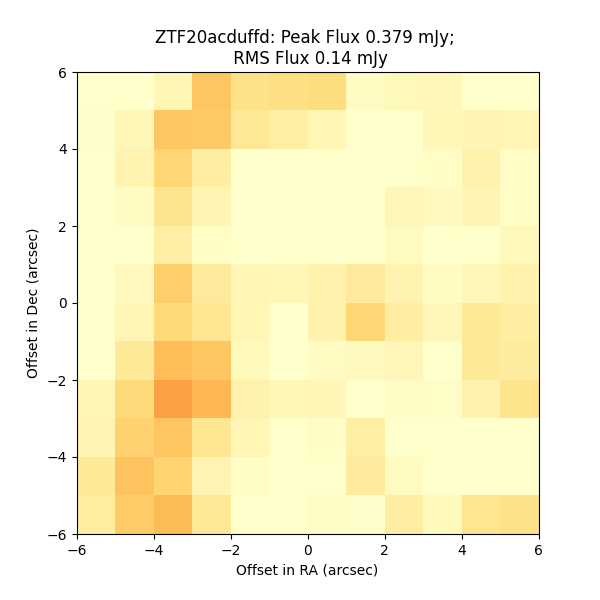 ZTF20acduffd: Peak Flux 0.379 mJy;
RMS Flux 0.14 mJy
6
4
2
0
−2
−4
−6
Offset in Dec (arcsec)
−6 −4 −2 0 2 4 6
Offset in RA (arcsec)